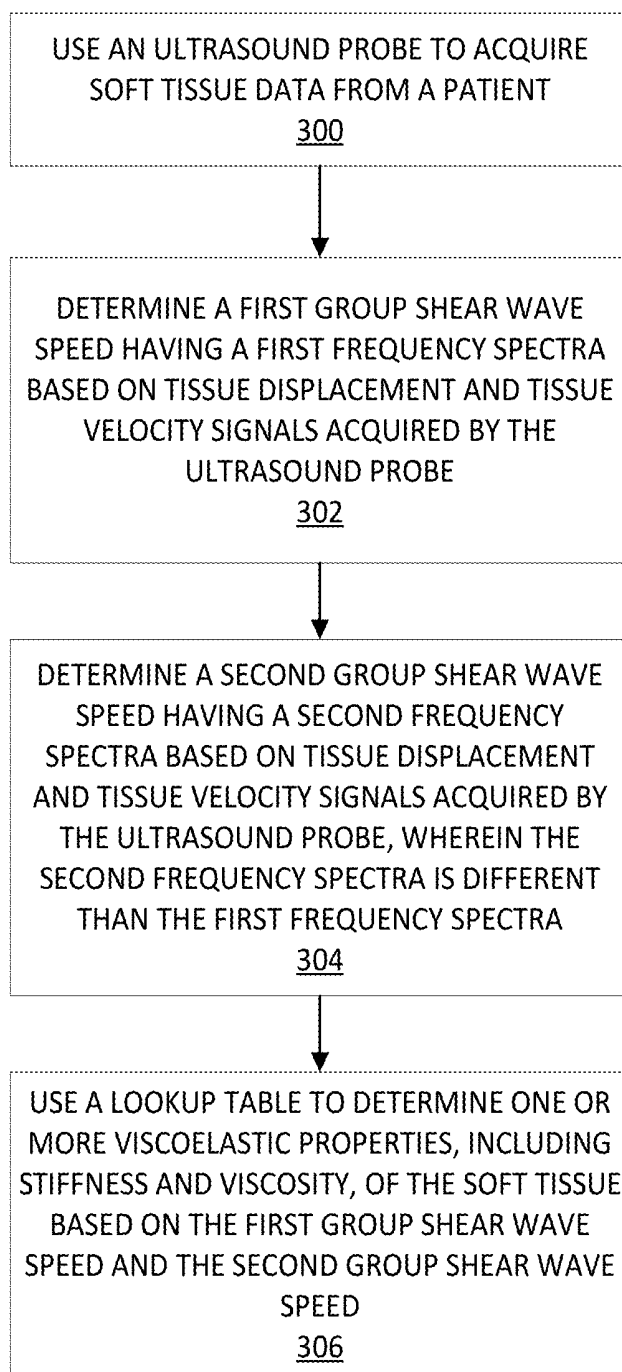 USE AN ULTRASOUND PROBE TO ACQUIRE
SOFT TISSUE DATA FROM A PATIENT
300
DETERMINE A FIRST GROUP SHEAR WAVE
SPEED HAVING A FIRST FREQUENCY SPECTRA
BASED ON TISSUE DISPLACEMENT AND TISSUE
VELOCITY SIGNALS ACQUIRED BY THE
ULTRASOUND PROBE
302
DETERMINE A SECOND GROUP SHEAR WAVE
SPEED HAVING A SECOND FREQUENCY
SPECTRA BASED ON TISSUE DISPLACEMENT
AND TISSUE VELOCITY SIGNALS ACQUIRED BY
THE ULTRASOUND PROBE, WHEREIN THE
SECOND FREQUENCY SPECTRA IS DIFFERENT
THAN THE FIRST FREQUENCY SPECTRA
304
USE A LOOKUP TABLE TO DETERMINE ONE OR
MORE VISCOELASTIC PROPERTIES, INCLUDING
STIFFNESS AND VISCOSITY, OF THE SOFT TISSUE
BASED ON THE FIRST GROUP SHEAR WAVE
SPEED AND THE SECOND GROUP SHEAR WAVE
SPEED
306